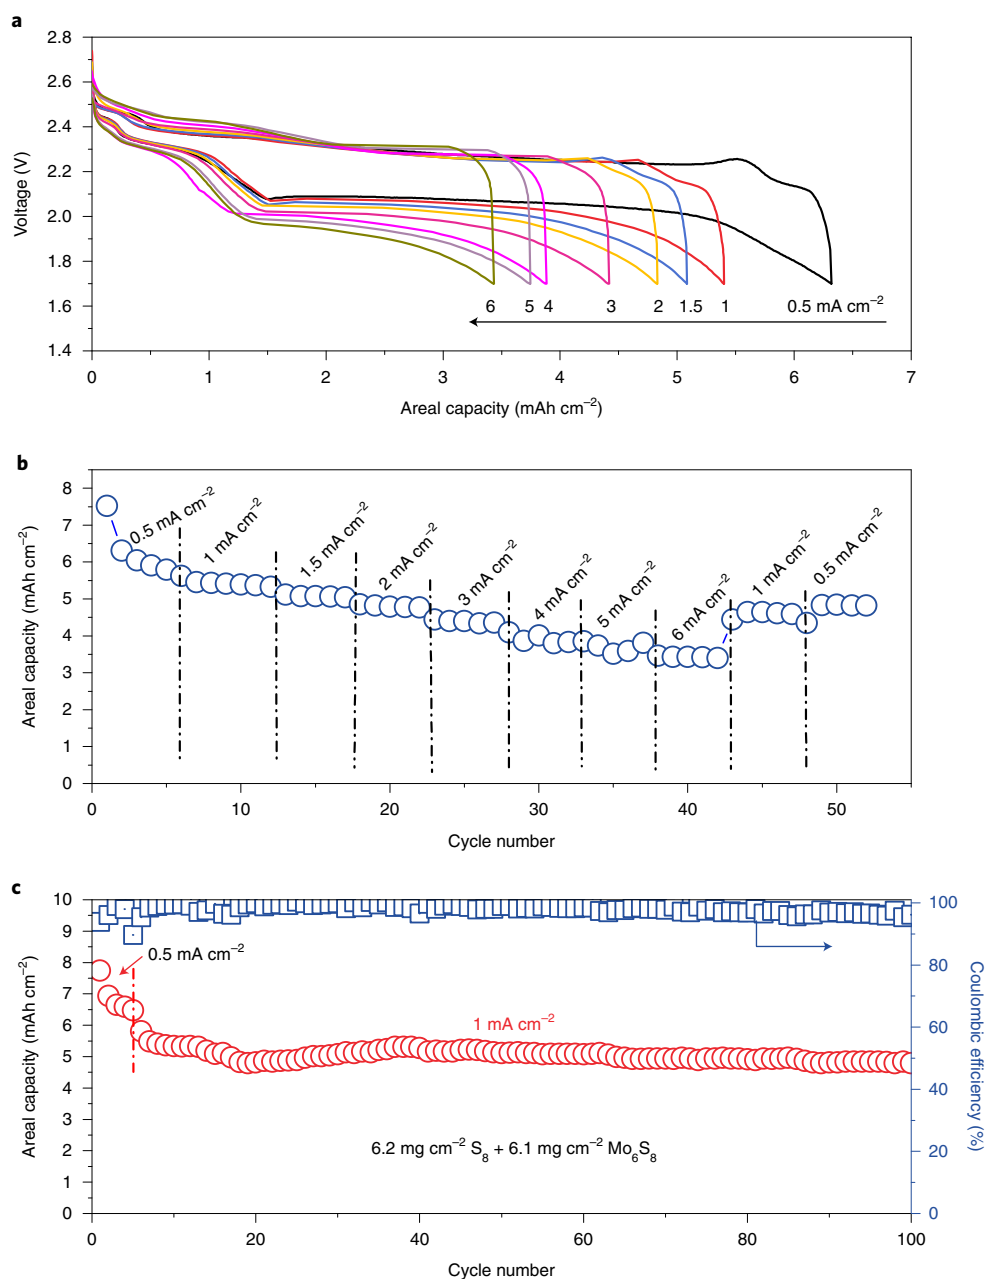 a
2.8
2.6
2.4
2.2
2.0
1.8
1.6
1.4
Voltage (V)
6 5 4 3 2 1.5 1 0.5 mA cm⁻²
0 1 2 3 4 5 6 7
Areal capacity (mAh cm⁻²)
b
8
7
6
5
4
3
2
1
0
Areal capacity (mAh cm⁻²)
0.5 mA cm⁻²
1 mA cm⁻²
1.5 mA cm⁻²
2 mA cm⁻²
3 mA cm⁻²
4 mA cm⁻²
5 mA cm⁻²
6 mA cm⁻²
1 mA cm⁻²
0.5 mA cm⁻²
0 10 20 30 40 50
Cycle number
c
10
9
8
7
6
5
4
3
2
1
0
Areal capacity (mAh cm⁻²)
0.5 mA cm⁻²
1 mA cm⁻²
6.2 mg cm⁻² S₈ + 6.1 mg cm⁻² Mo₆S₈
100
80
60
40
20
0
Coulombic efficiency (%)
0 20 40 60 80 100
Cycle number